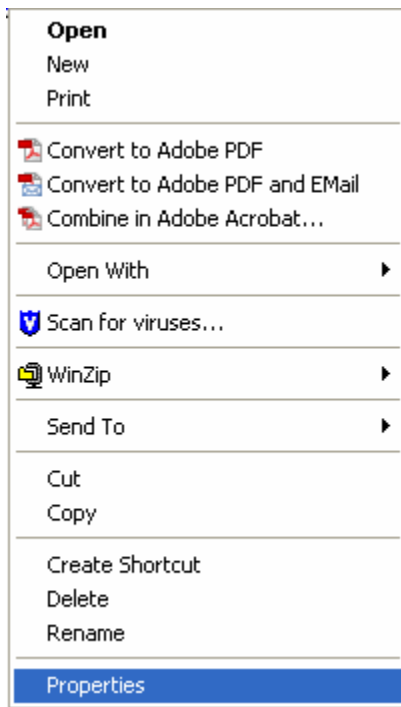 Open
New
Print
Convert to Adobe PDF
Convert to Adobe PDF and EMail
Combine in Adobe Acrobat...
Open With
Scan for viruses...
WinZip
Send To
Cut
Copy
Create Shortcut
Delete
Rename
Properties